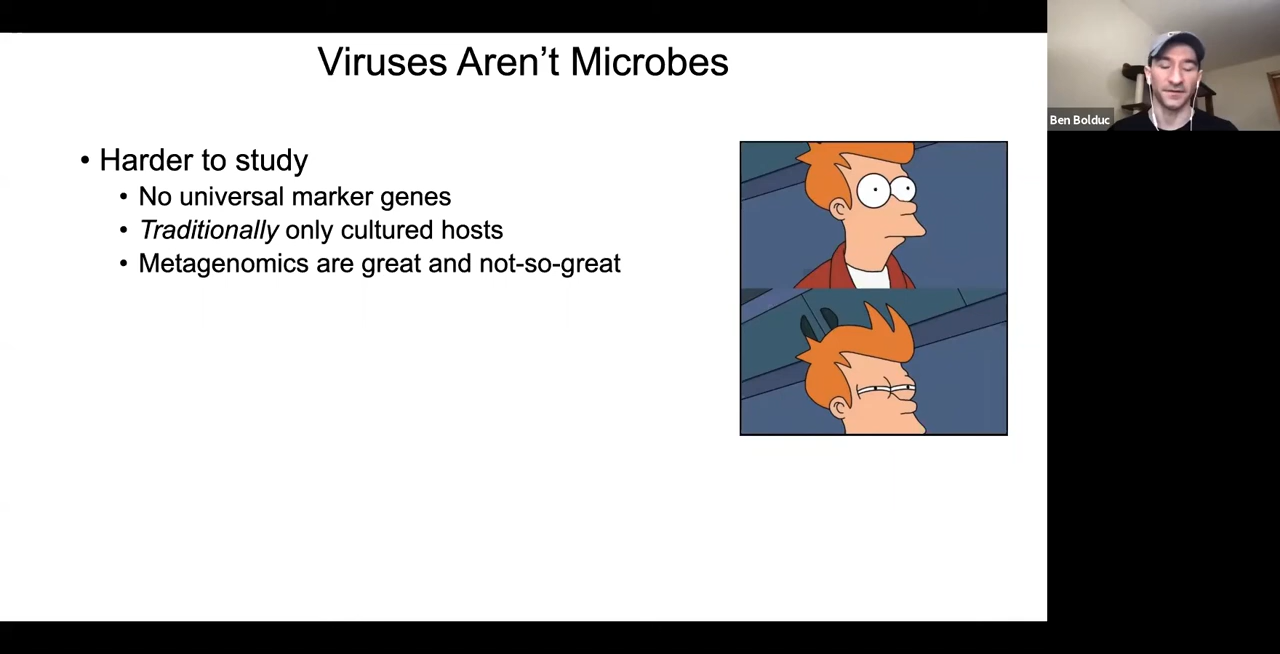 Viruses Aren't Microbes
• Harder to study
• No universal marker genes
• Traditionally only cultured hosts
• Metagenomics are great and not-so-great
Ben Bolduc